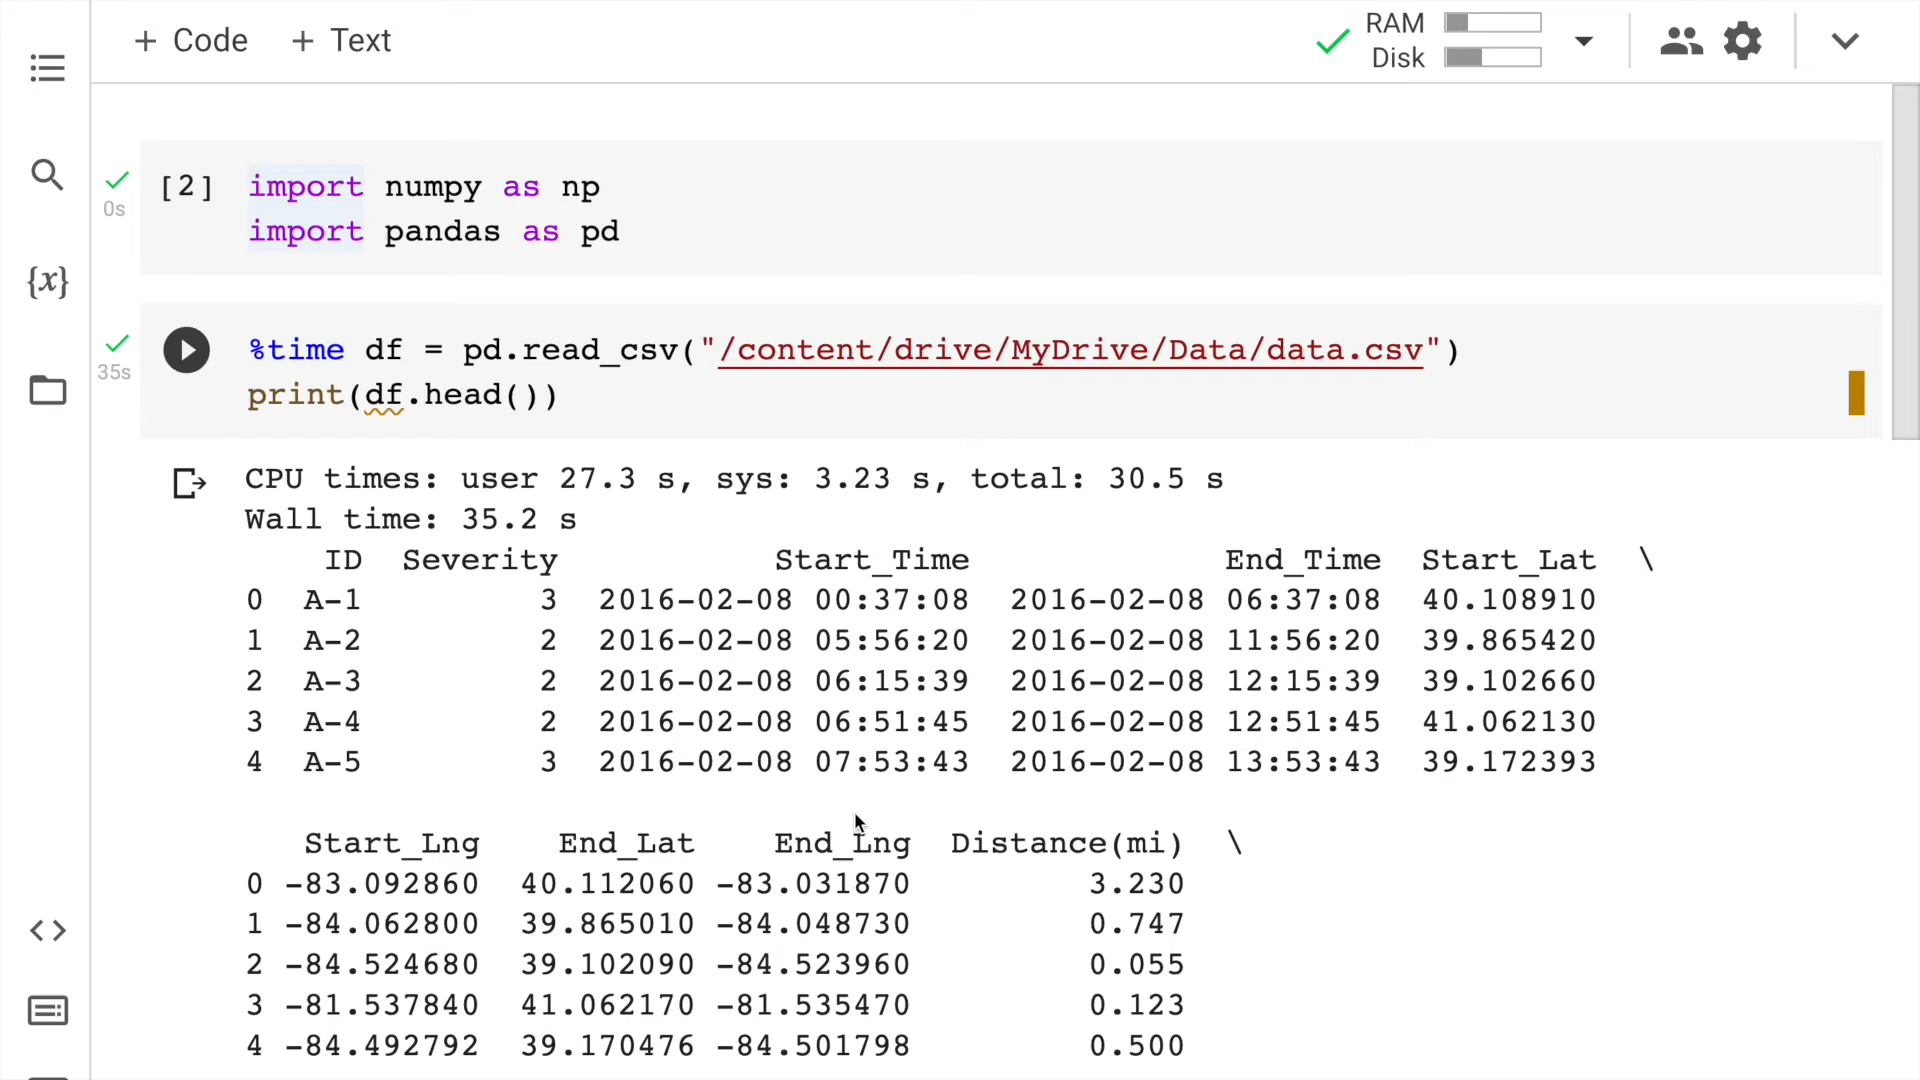 + Code + Text
RAM
Disk
[2] import numpy as np
import pandas as pd
0s
%time df = pd.read_csv("/content/drive/MyDrive/Data/data.csv")
print(df.head())
35s
{x}
CPU times: user 27.3 s, sys: 3.23 s, total: 30.5 s
Wall time: 35.2 s
ID Severity Start_Time End_Time Start_Lat \
0 A-1 3 2016-02-08 00:37:08 2016-02-08 06:37:08 40.108910
1 A-2 2 2016-02-08 05:56:20 2016-02-08 11:56:20 39.865420
2 A-3 2 2016-02-08 06:15:39 2016-02-08 12:15:39 39.102660
3 A-4 2 2016-02-08 06:51:45 2016-02-08 12:51:45 41.062130
4 A-5 3 2016-02-08 07:53:43 2016-02-08 13:53:43 39.172393
Start_Lng End_Lat End_Lng Distance(mi) \
0 -83.092860 40.112060 -83.031870 3.230
1 -84.062800 39.865010 -84.048730 0.747
2 -84.524680 39.102090 -84.523960 0.055
3 -81.537840 41.062170 -81.535470 0.123
4 -84.492792 39.170476 -84.501798 0.500